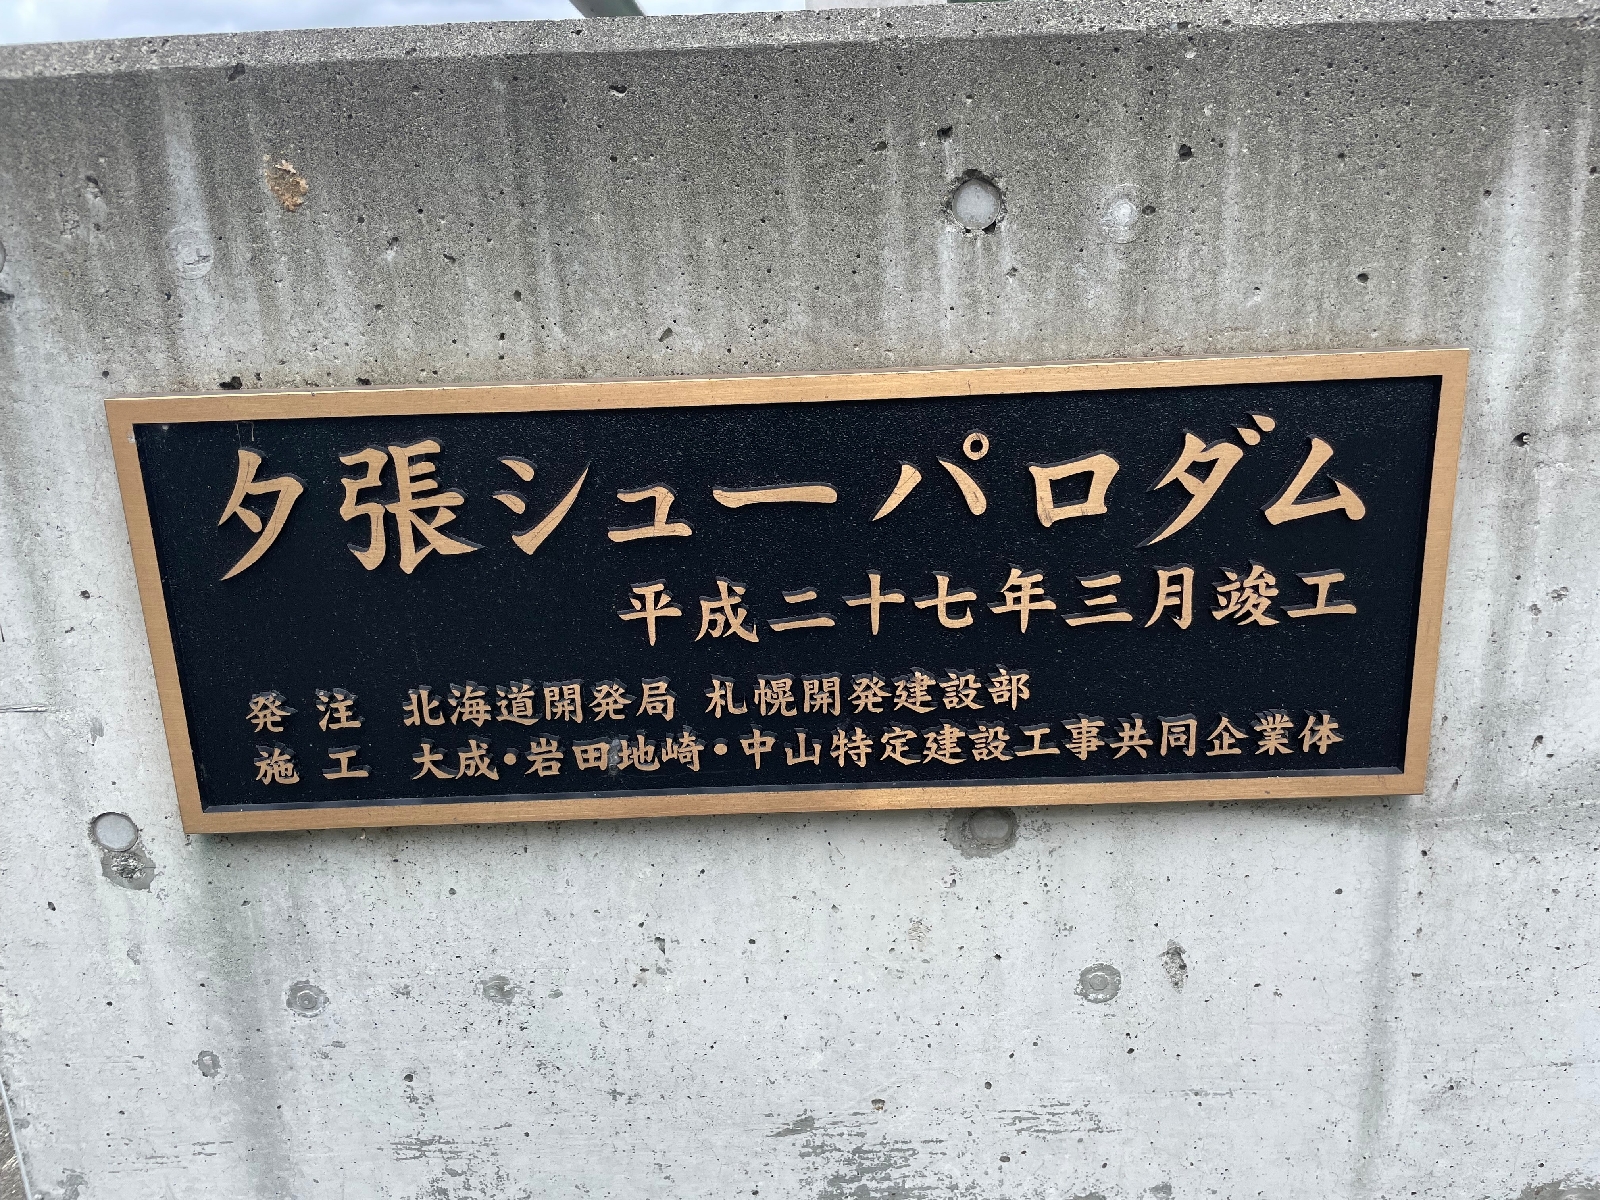 夕張シューパロダム
平成二十七年三月竣工
発 注 北海道開発局 札幌開発建設部
施 工 大成・岩田地崎・中山特定建設工事共同企業体